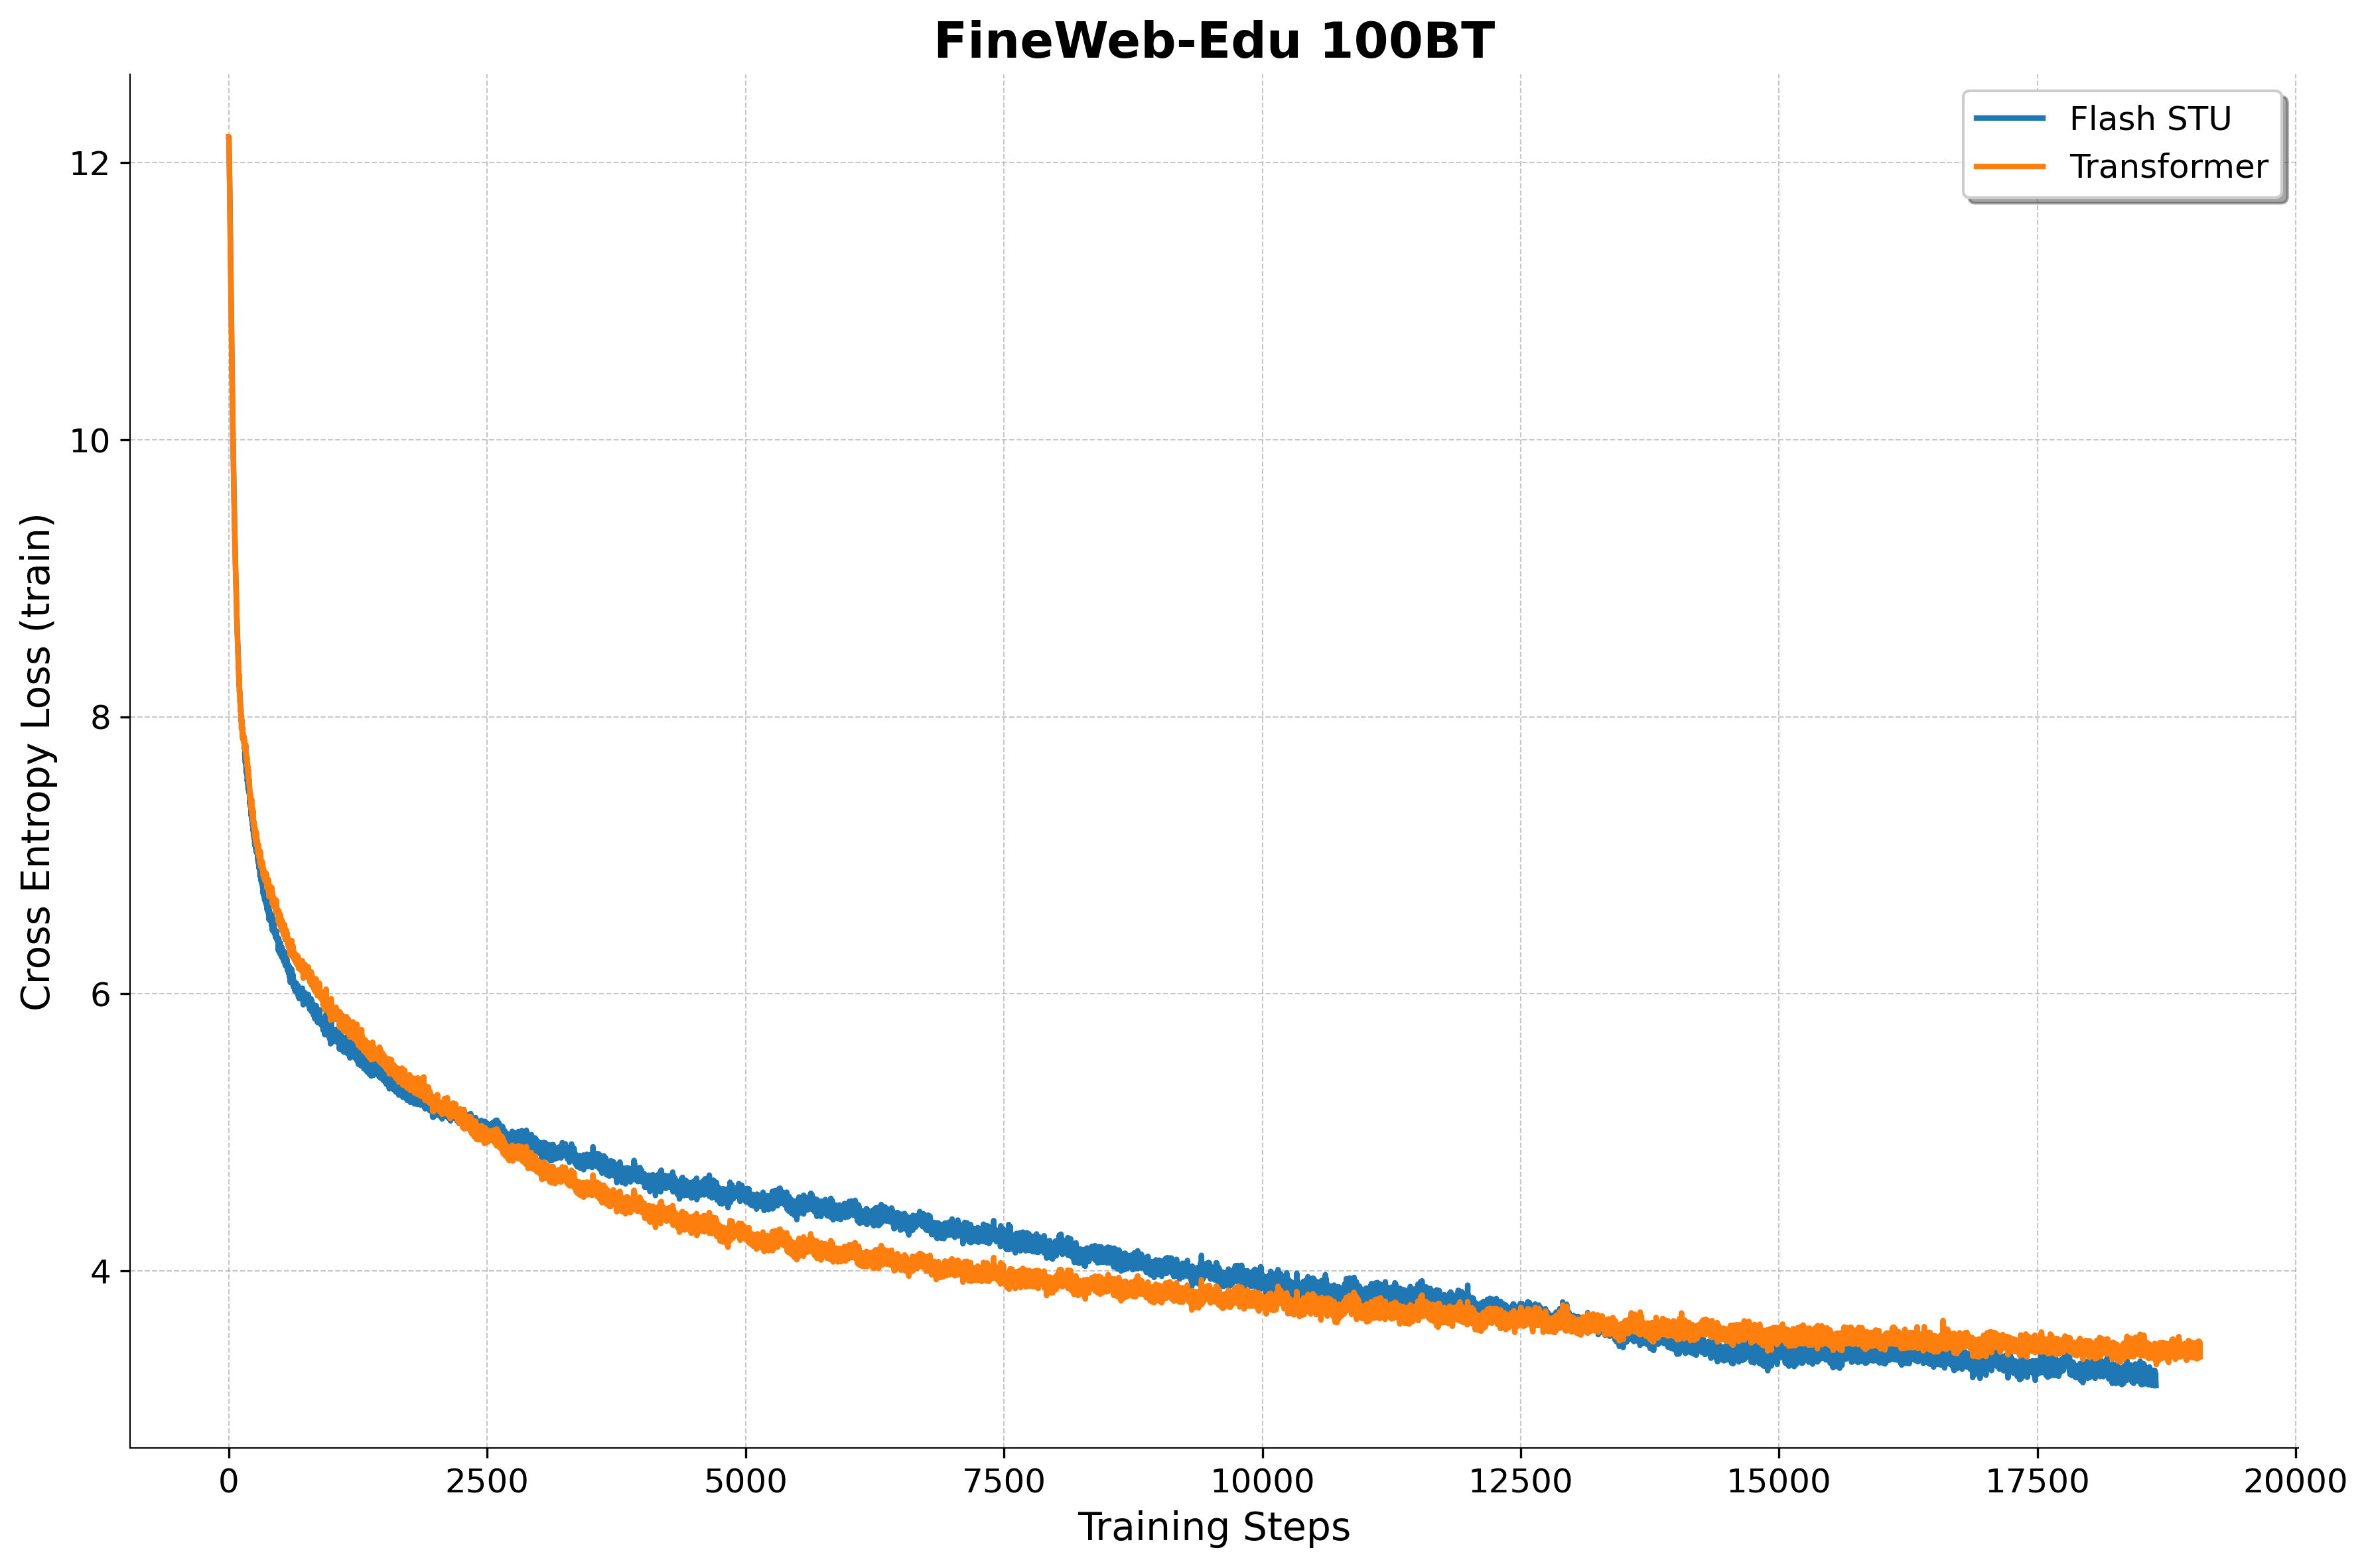 FineWeb-Edu 100BT
Flash STU
Transformer
12
10
8
6
4
Cross Entropy Loss (train)
0 2500 5000 7500 10000 12500 15000 17500 20000
Training Steps